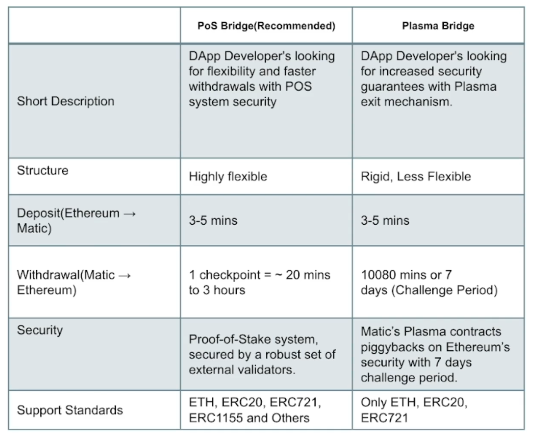 PoS Bridge(Recommended)
Plasma Bridge
Short Description
DApp Developer's looking
for flexibility and faster
withdrawals with POS
system security
DApp Developer's looking
for increased security
guarantees with Plasma
exit mechanism.
Structure
Highly flexible
Rigid, Less Flexible
Deposit(Ethereum →
Matic)
3-5 mins
3-5 mins
Withdrawal(Matic →
Ethereum)
1 checkpoint = ~ 20 mins
to 3 hours
10080 mins or 7
days (Challenge Period)
Security
Proof-of-Stake system,
secured by a robust set of
external validators.
Matic's Plasma contracts
piggybacks on Ethereum's
security with 7 days
challenge period.
Support Standards
ETH, ERC20, ERC721,
ERC1155 and Others
Only ETH, ERC20,
ERC721